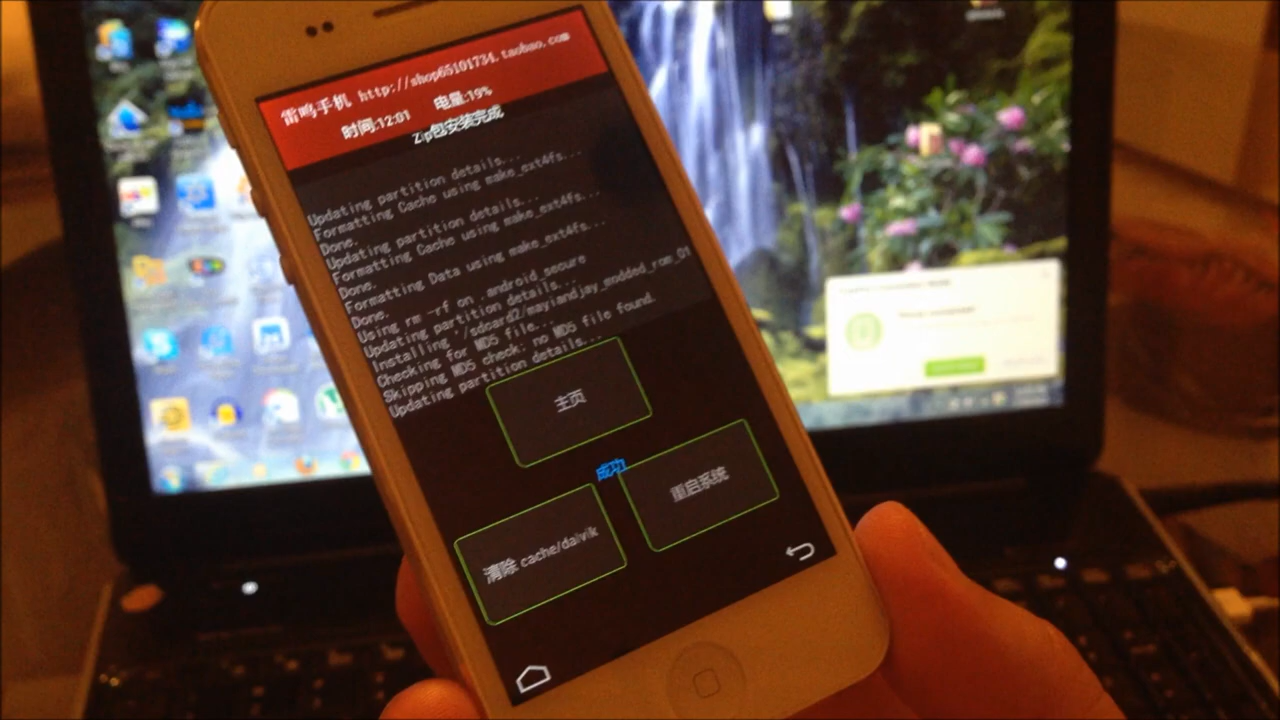 雷鸣手机 http://shop65101734.taobao.com
时间:12:01 电量:19%
Zip包安装完成
Updating partition details...
Formatting Cache using make_ext4fs...
Done.
Updating partition details...
Formatting Cache using make_ext4fs...
Done.
Formatting Data using make_ext4fs...
Done.
Using rm -rf on .android_secure
Updating partition details...
Installing '/sdcard2/mayiandjay_modded_rom_01
Checking for MD5 file...
Skipping MD5 check: no MD5 file found.
Updating partition details...
主页
成功
重启系统
清除 cache/dalvik